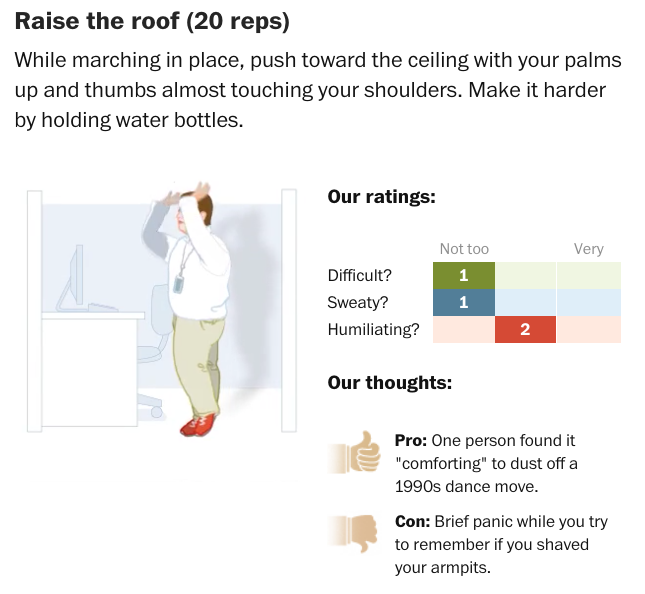 Raise the roof (20 reps)
While marching in place, push toward the ceiling with your palms
up and thumbs almost touching your shoulders. Make it harder
by holding water bottles.
Our ratings:
Not too Very
Difficult? 1
Sweaty? 1
Humiliating? 2
Our thoughts:
Pro: One person found it
"comforting" to dust off a
1990s dance move.
Con: Brief panic while you try
to remember if you shaved
your armpits.